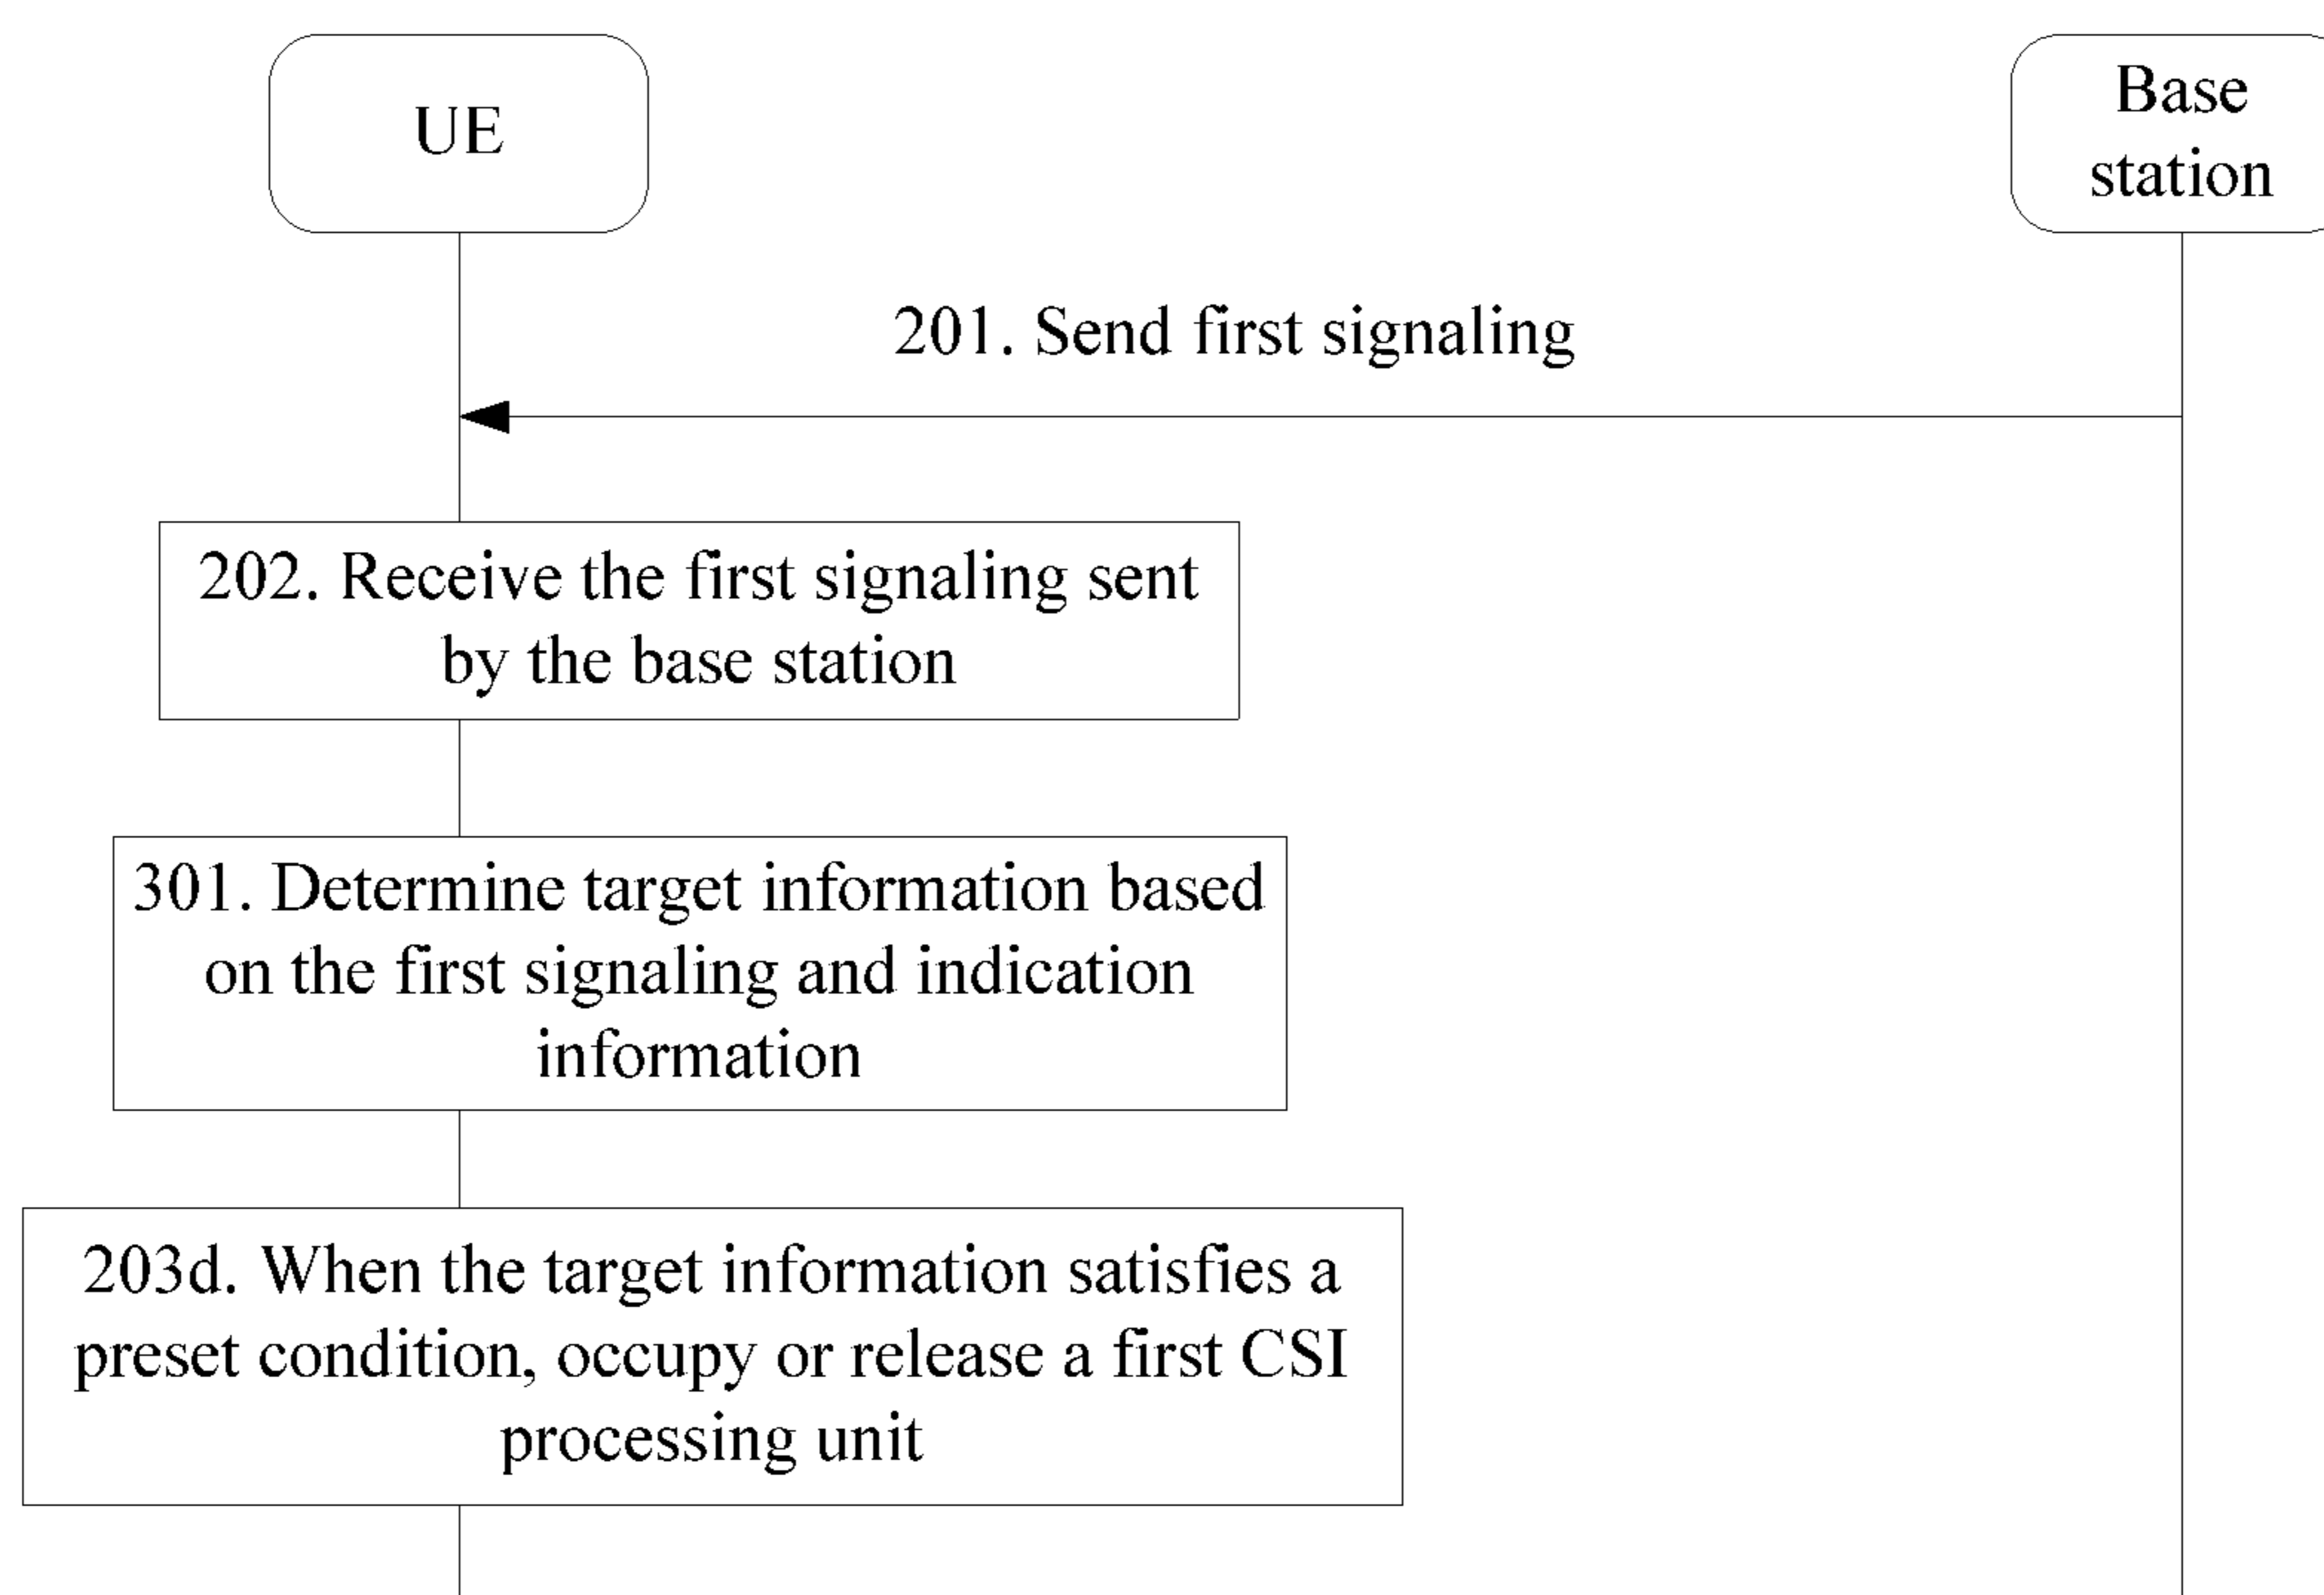 UE
Base
station
201. Send first signaling
202. Receive the first signaling sent
by the base station
301. Determine target information based
on the first signaling and indication
information
203d. When the target information satisfies a
preset condition, occupy or release a first CSI
processing unit